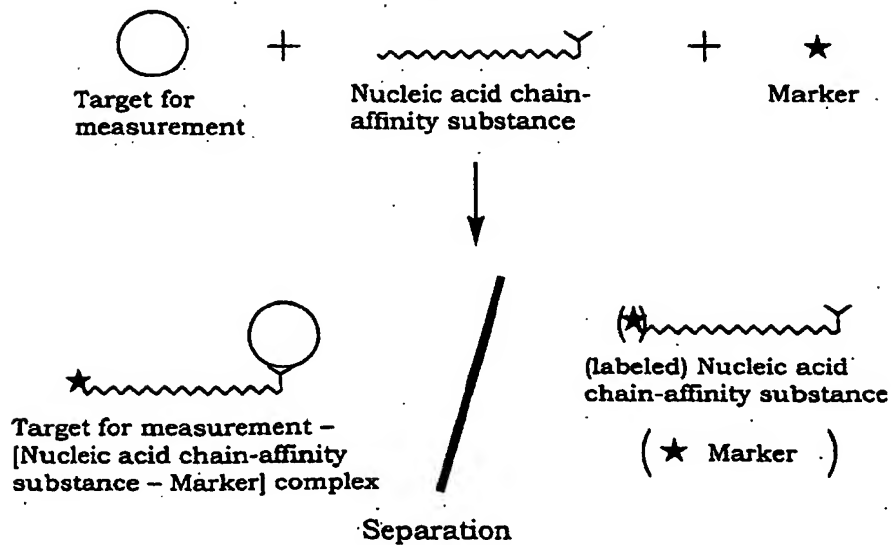 +
+
Target for
measurement
Nucleic acid chain-
affinity substance
Marker
Target for measurement –
[Nucleic acid chain-affinity
substance – Marker] complex
(★)
(labeled) Nucleic acid
chain-affinity substance
(★ Marker)
Separation